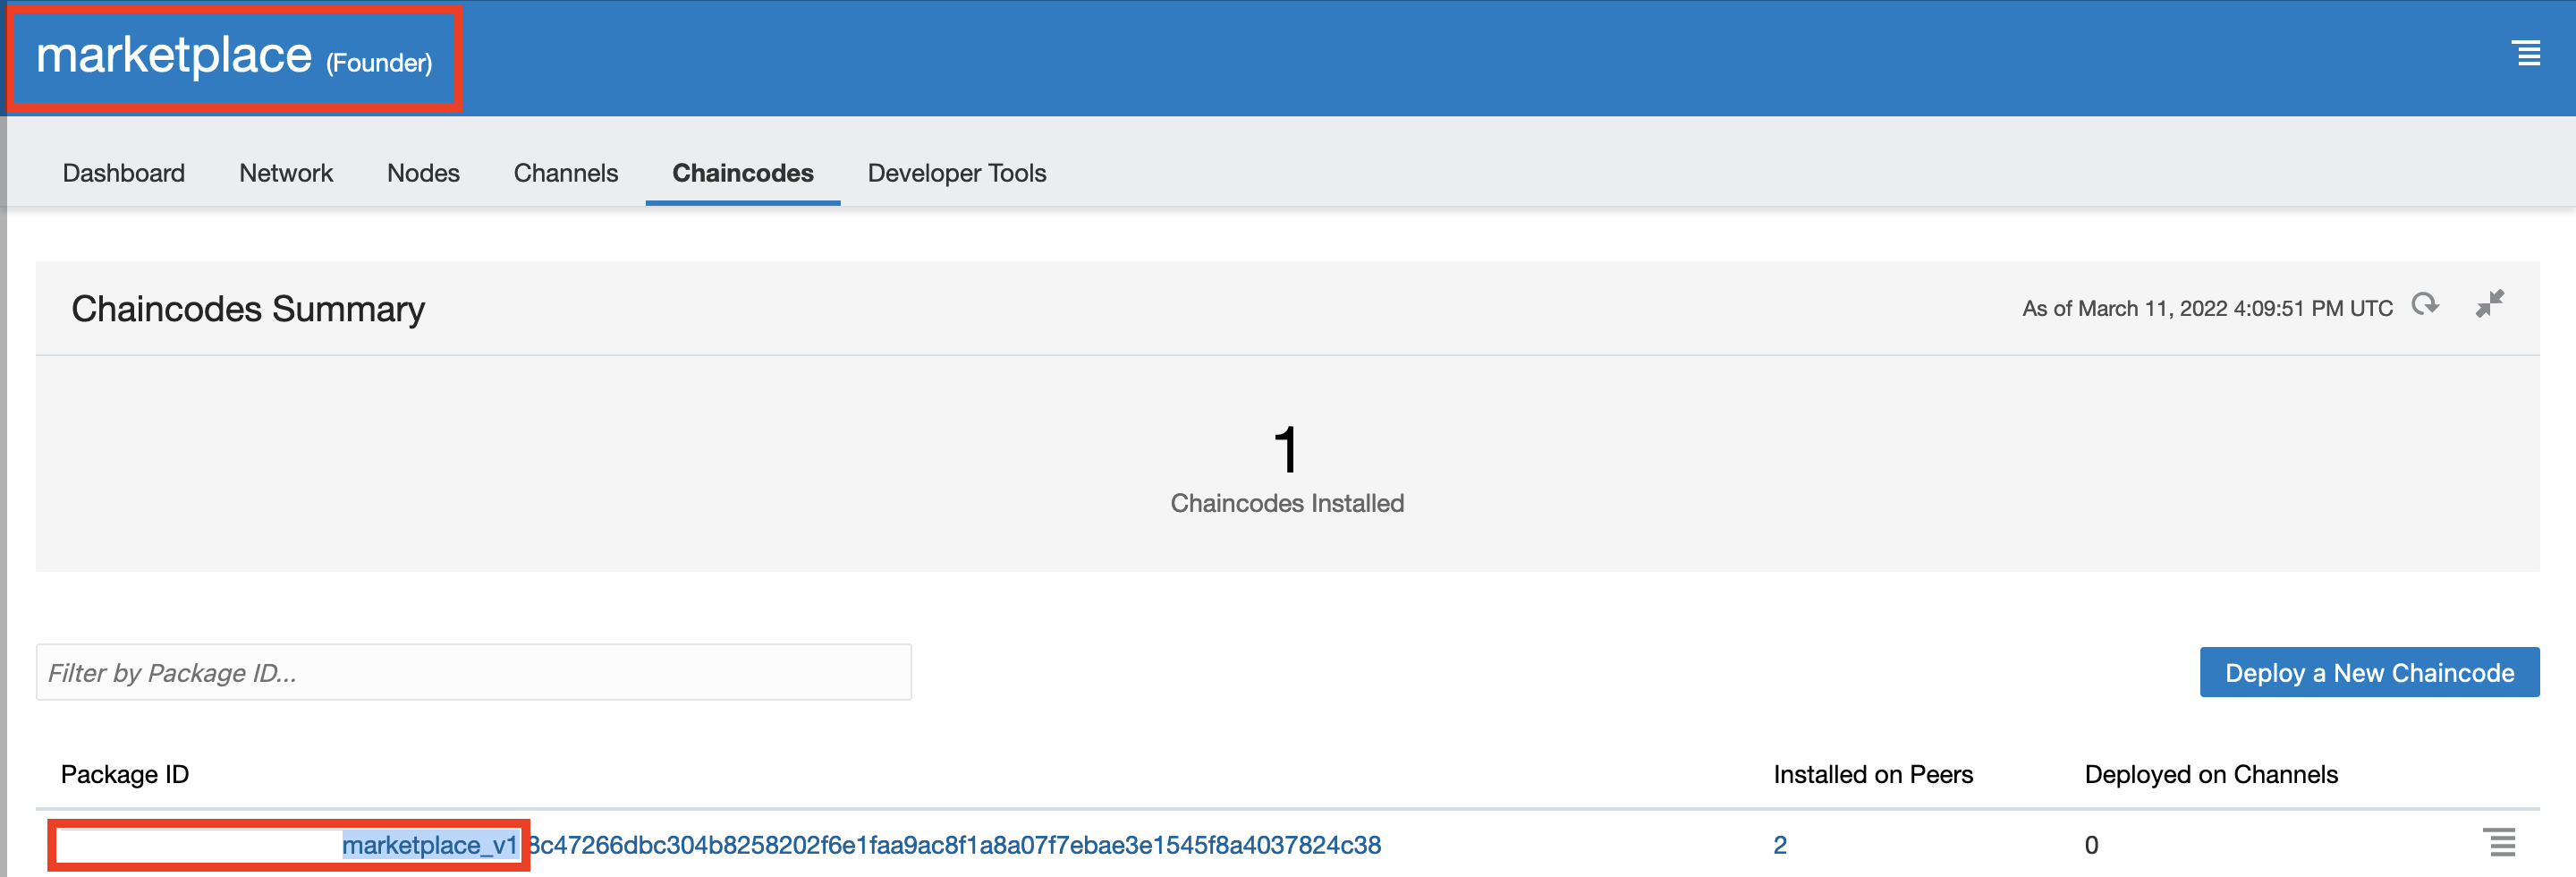 marketplace (Founder)
Dashboard Network Nodes Channels Chaincodes Developer Tools
Chaincodes Summary
As of March 11, 2022 4:09:51 PM UTC
1
Chaincodes Installed
Filter by Package ID...
Deploy a New Chaincode
Package ID Installed on Peers Deployed on Channels
marketplace_v1 8c47266dbc304b8258202f6e1faa9ac8f1a8a07f7ebae3e1545f8a4037824c38 2 0